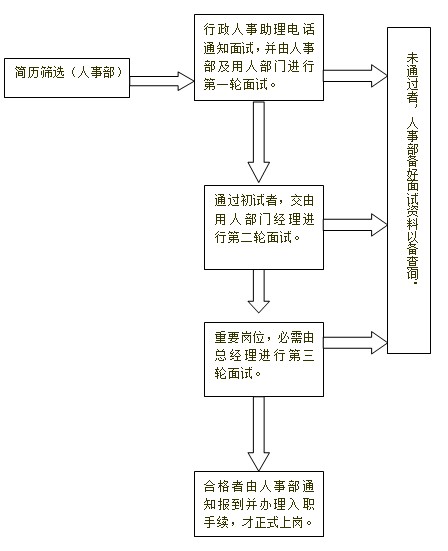 简历筛选（人事部）
行政人事助理电话
通知面试，并由人事
部及用人部门进行
第一轮面试。
通过初试者，交由
用人部门经理进
行第二轮面试。
重要岗位，必需由
总经理进行第三
轮面试。
合格者由人事部通
知报到并办理入职
手续，才正式上岗。
未通过者，人事部备好面试资料以备查询。